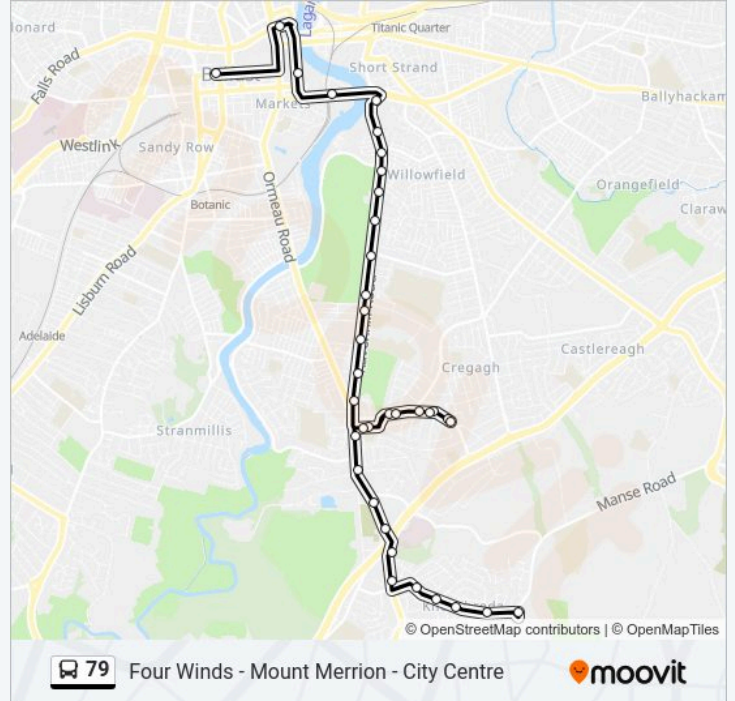 lonard
Titanic Quarter
Lagan
Falls Road
Short Strand
Ballyhackam
Markets
Westlink
Sandy Row
Willowfield
Orangefield
Botanic
Claraw
Ormeau Road
Lisburn Road
Adelaide
Castlereagh
Cregagh
Stranmillis
Manse Road
© OpenStreetMap contributors | © OpenMapTiles
79 Four Winds - Mount Merrion - City Centre
moovit